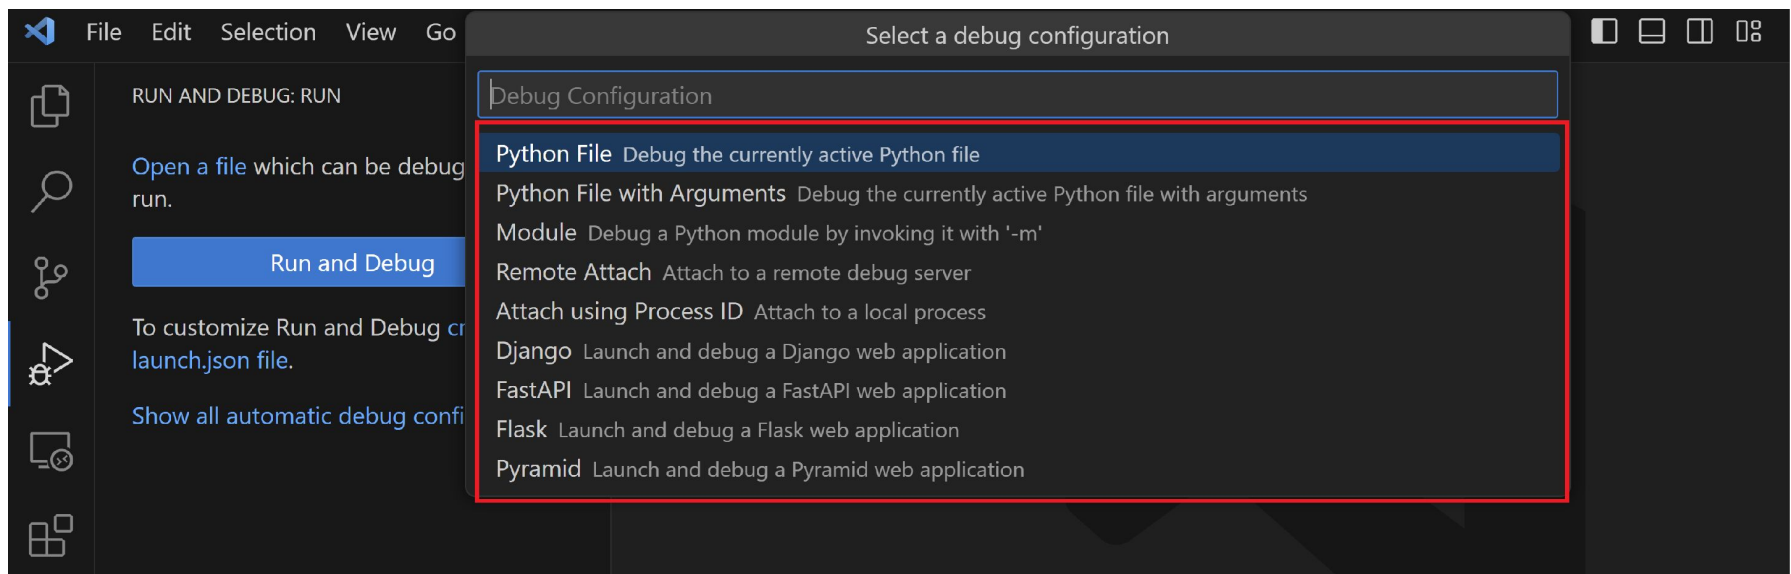 File Edit Selection View Go
Select a debug configuration
Debug Configuration
RUN AND DEBUG: RUN
Open a file which can be debug
run.
Run and Debug
To customize Run and Debug cr
launch.json file.
Show all automatic debug confi
Python File Debug the currently active Python file
Python File with Arguments Debug the currently active Python file with arguments
Module Debug a Python module by invoking it with '-m'
Remote Attach Attach to a remote debug server
Attach using Process ID Attach to a local process
Django Launch and debug a Django web application
FastAPI Launch and debug a FastAPI web application
Flask Launch and debug a Flask web application
Pyramid Launch and debug a Pyramid web application